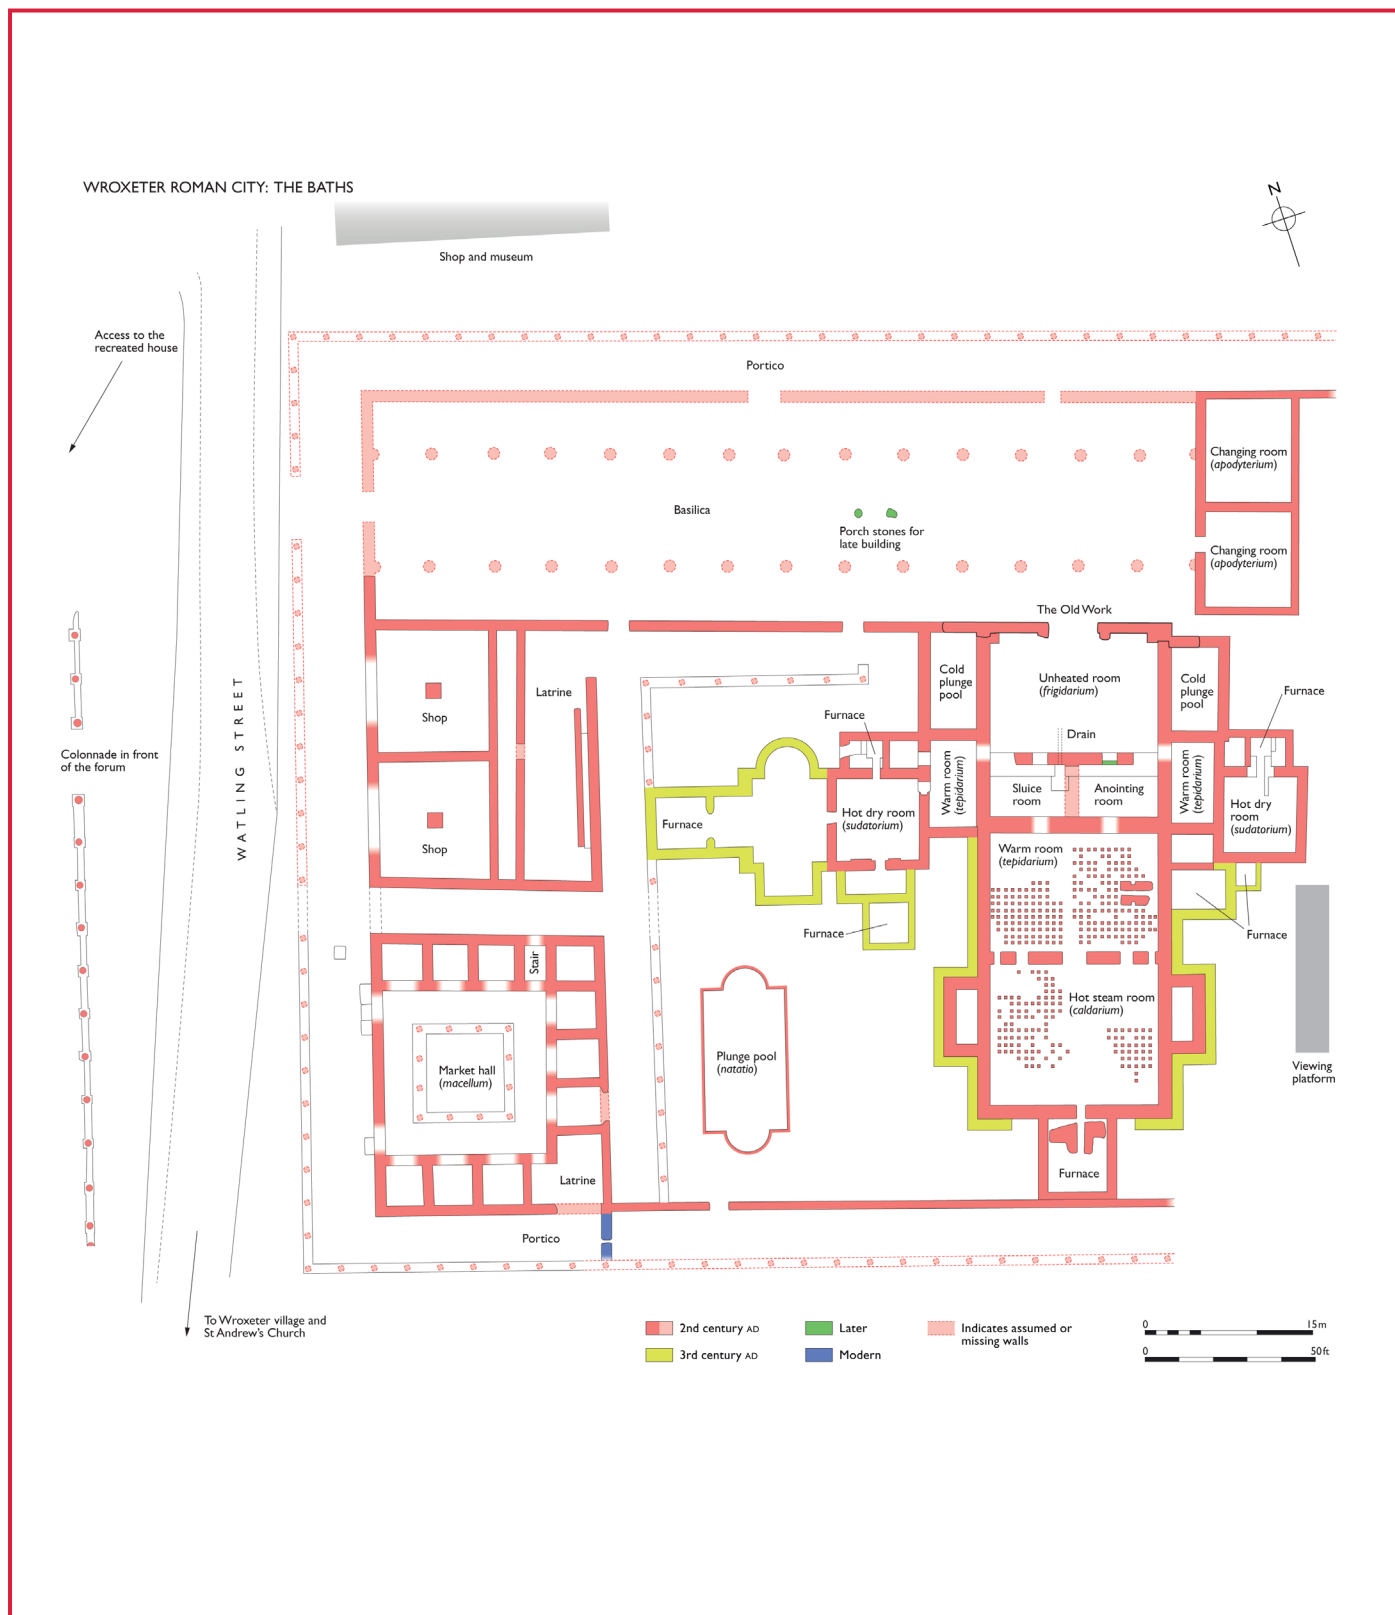 WROXETER ROMAN CITY: THE BATHS
N
Shop and museum
Access to the
recreated house
Portico
Changing room
(apodyterium)
Basilica
Porch stones for
late building
Changing room
(apodyterium)
The Old Work
Cold
plunge
pool
Unheated room
(frigidarium)
Cold
plunge
pool
Furnace
Latrine
Shop
Furnace
Drain
WATLING STREET
Colonnade in front
of the forum
Warm room
(tepidarium)
Sluice
room
Anointing
room
Warm room
(tepidarium)
Hot dry
room
(sudatorium)
Hot dry room
(sudatorium)
Furnace
Shop
Warm room
(tepidarium)
Furnace
Furnace
Stair
Hot steam room
(caldarium)
Plunge pool
(natatio)
Market hall
(macellum)
Viewing
platform
Latrine
Furnace
Portico
To Wroxeter village and
St Andrew's Church
2nd century AD
3rd century AD
Later
Modern
Indicates assumed or
missing walls
0 15m
0 50ft